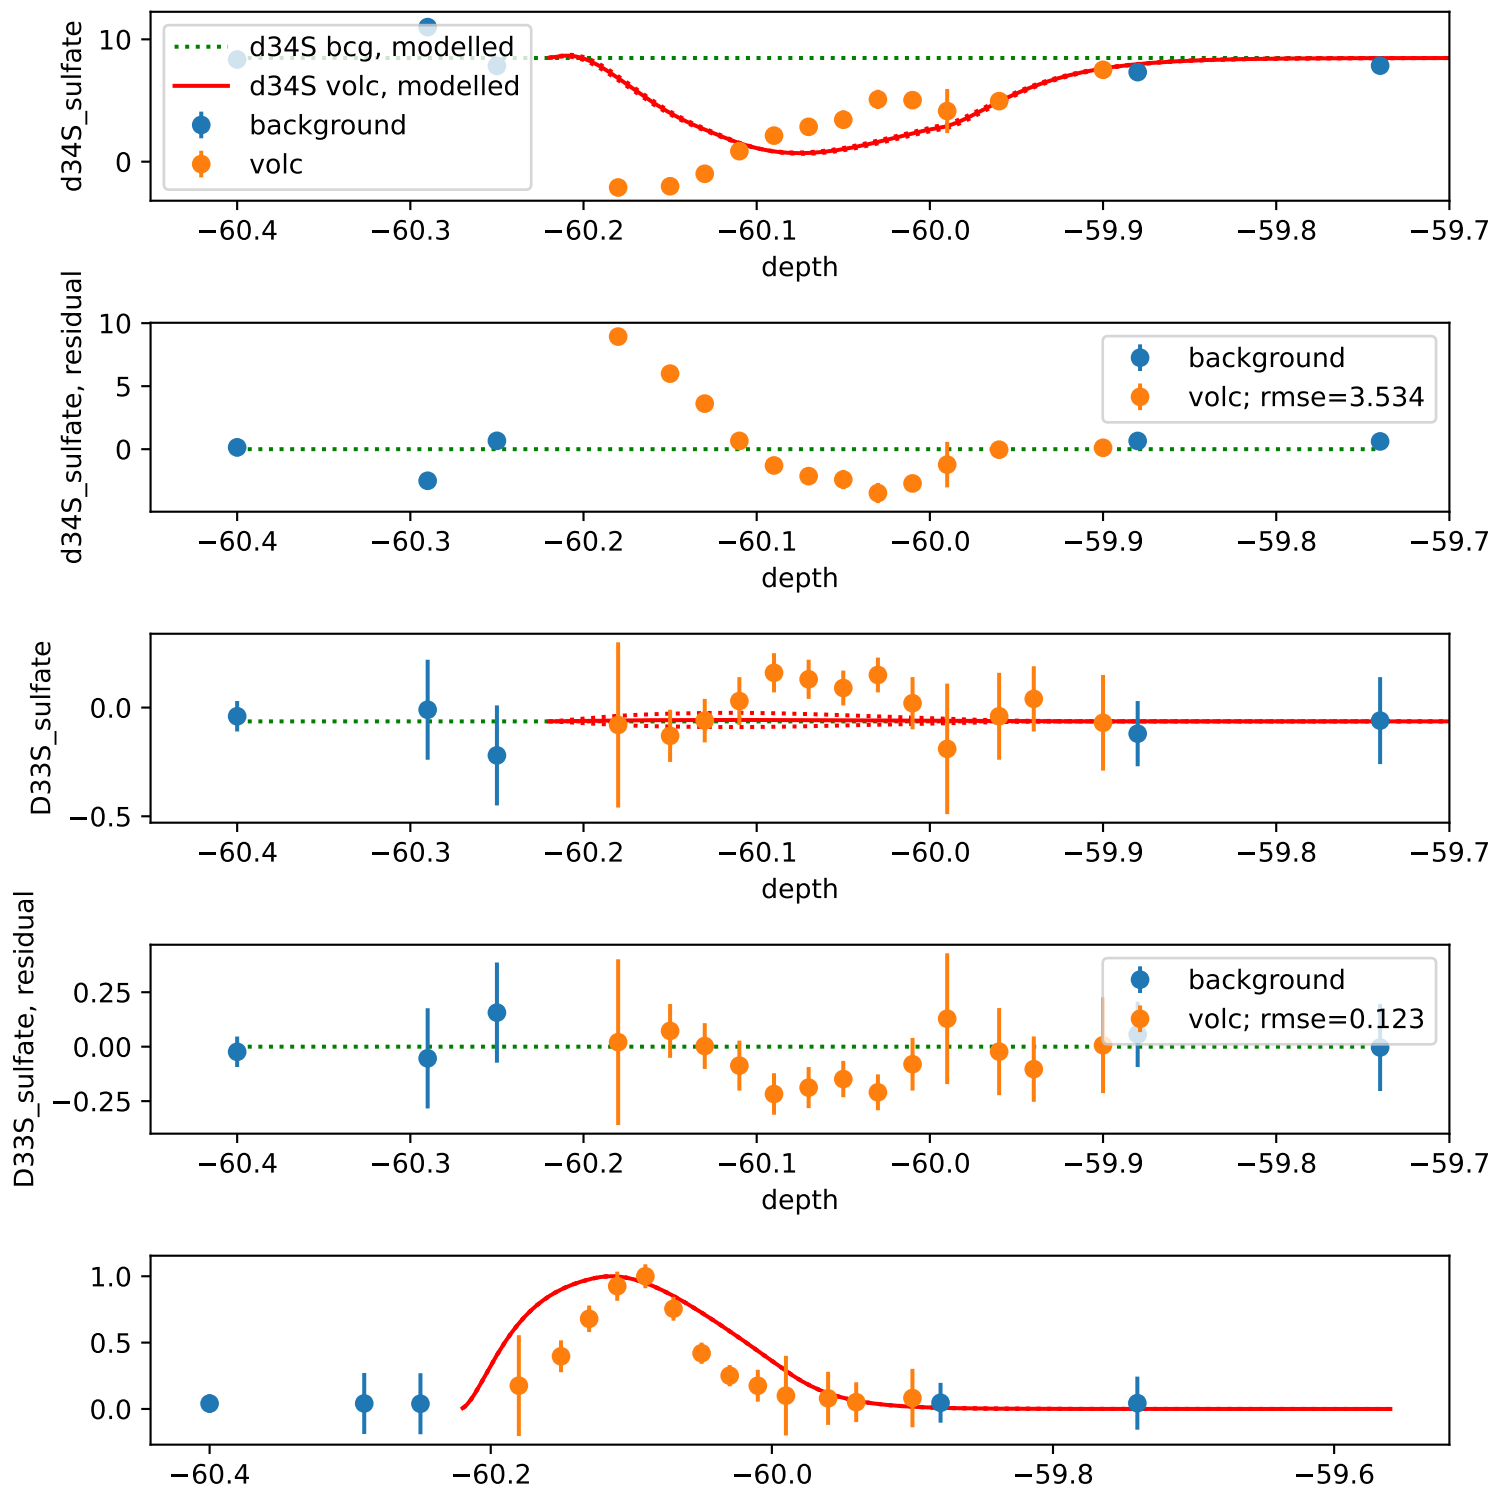 d34S_sulfate
10
0
d34S bcg, modelled
d34S volc, modelled
background
volc
−60.4 −60.3 −60.2 −60.1 −60.0 −59.9 −59.8 −59.7
depth
d34S_sulfate, residual
10
5
0
background
volc; rmse=3.534
−60.4 −60.3 −60.2 −60.1 −60.0 −59.9 −59.8 −59.7
depth
D33S_sulfate
0.0
−0.5
−60.4 −60.3 −60.2 −60.1 −60.0 −59.9 −59.8 −59.7
depth
D33S_sulfate, residual
0.25
0.00
−0.25
background
volc; rmse=0.123
−60.4 −60.3 −60.2 −60.1 −60.0 −59.9 −59.8 −59.7
depth
1.0
0.5
0.0
−60.4 −60.2 −60.0 −59.8 −59.6